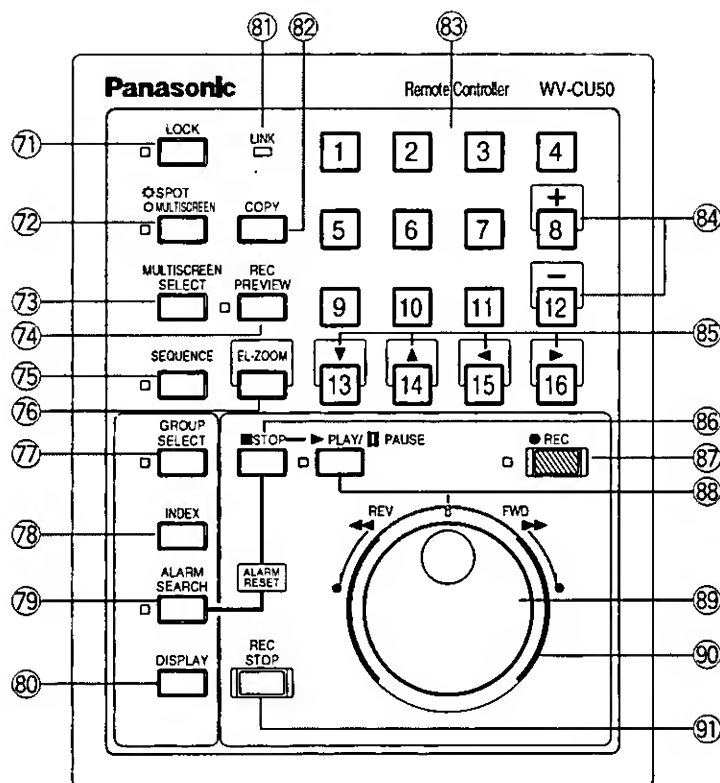 81 82 83
Panasonic Remote Controller WV-CU50
71 LOCK LINK 1 2 3 4
SPOT
MULTISCREEN
72 COPY 5 6 7 + 8 84
MULTISCREEN SELECT
REC PREVIEW
73 9 10 11 − 12
74 85
75 SEQUENCE EL-ZOOM ▼ 13 ▲ 14 ◀ 15 ▶ 16
76
GROUP SELECT
■STOP ▶ PLAY/ ❚❚ PAUSE ● REC
86
77 87
88
78 INDEX ◀◀ REV FWD ▶▶
79 ALARM SEARCH
ALARM RESET
89
90
80 DISPLAY
REC STOP
91